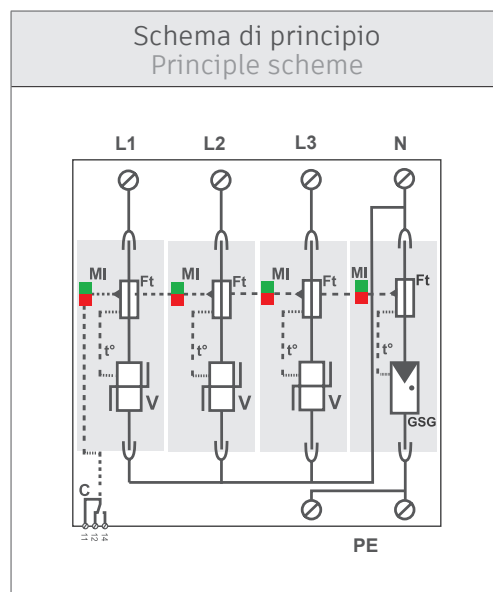 Schema di principio
Principle scheme
L1 L2 L3 N
MI Ft MI Ft MI Ft MI Ft
t° t° t° t°
V V V GSG
C
11 12 14
PE